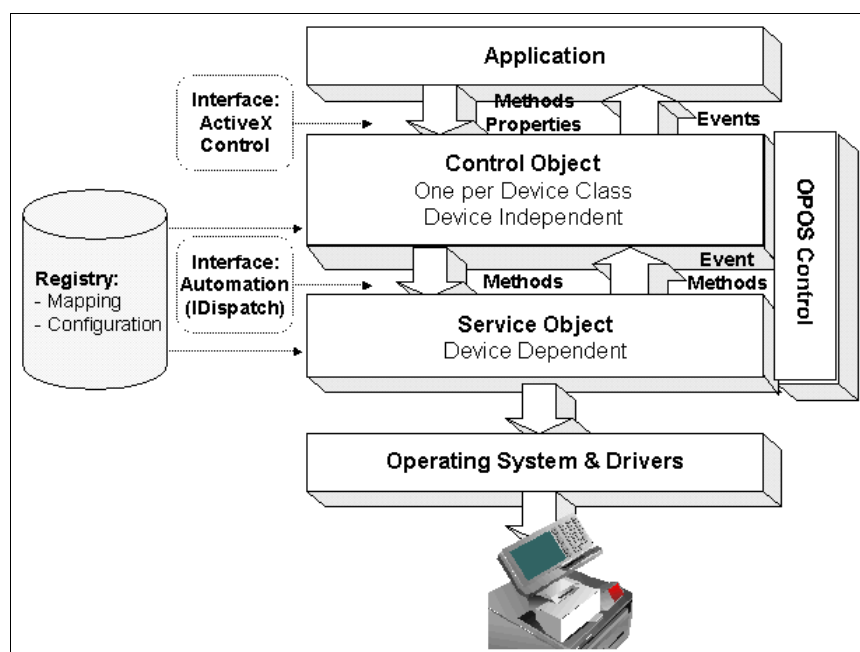 Application
Interface:
ActiveX
Control
Methods
Properties
Events
Control Object
One per Device Class
Device Independent
OPOS Control
Registry:
- Mapping
- Configuration
Interface:
Automation
(IDispatch)
Methods
Event
Methods
Service Object
Device Dependent
Operating System & Drivers